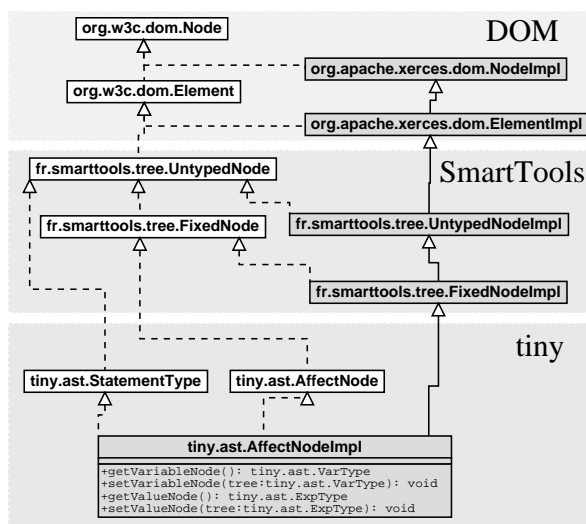 DOM
org.w3c.dom.Node
org.apache.xerces.dom.NodeImpl
org.w3c.dom.Element
org.apache.xerces.dom.ElementImpl
SmartTools
fr.smarttools.tree.UntypedNode
fr.smarttools.tree.FixedNode
fr.smarttools.tree.UntypedNodeImpl
fr.smarttools.tree.FixedNodeImpl
tiny
tiny.ast.StatementType
tiny.ast.AffectNode
tiny.ast.AffectNodeImpl
+getVariableNode(): tiny.ast.VarType
+setVariableNode(tree:tiny.ast.VarType): void
+getValueNode(): tiny.ast.ExpType
+setValueNode(tree:tiny.ast.ExpType): void